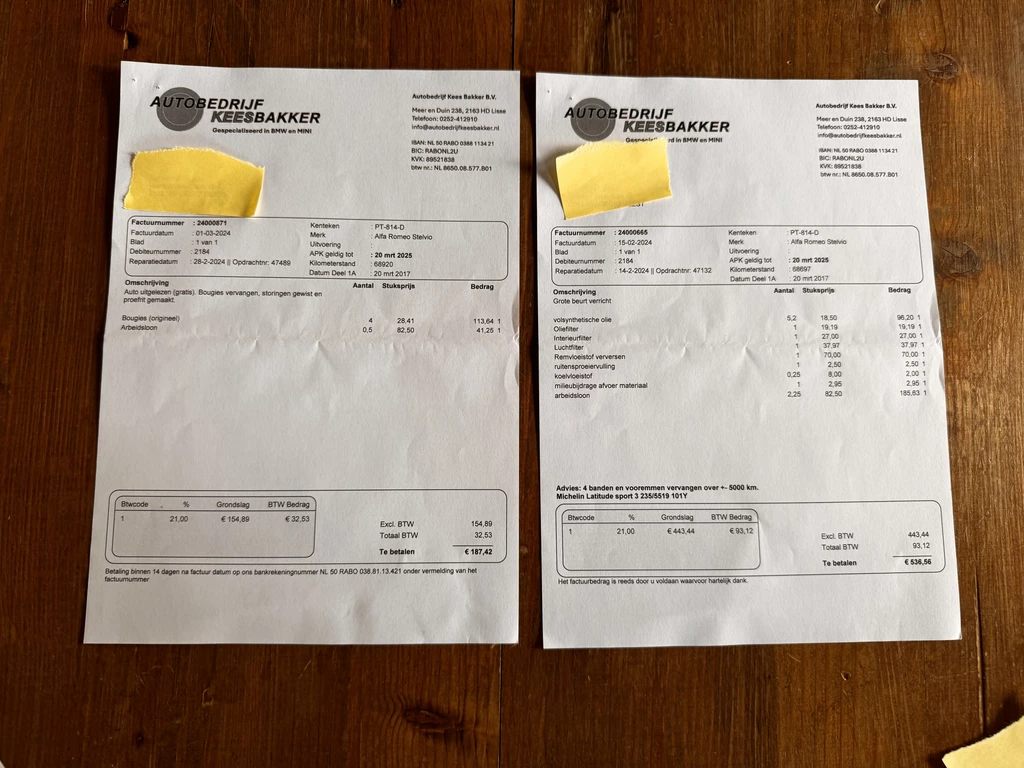 AUTOBEDRIJF
KEESBAKKER
Gespecialiseerd in BMW en MINI
Autobedrijf Kees Bakker B.V.
Meer en Duin 238, 2163 HD Lisse
Telefoon: 0252-412910
info@autobedrijfkeesbakker.nl
IBAN: NL 50 RABO 0388 1134 21
BIC: RABONL2U
KVK: 89521838
btw nr.: NL 8650.08.577.B01
Factuurnummer : 24000871
Factuurdatum : 01-03-2024
Blad : 1 van 1
Debiteurnummer : 2184
Reparatiedatum : 28-2-2024 || Opdrachtnr: 47489
Kenteken : PT-814-D
Merk : Alfa Romeo Stelvio
Uitvoering :
APK geldig tot : 20 mrt 2025
Kilometerstand : 68920
Datum Deel 1A : 20 mrt 2017
Omschrijving Aantal Stuksprijs Bedrag
Auto uitgelezen (gratis). Bougies vervangen, storingen gewist en
proefrit gemaakt.
Bougies (origineel) 4 28,41 113,64 1
Arbeidsloon 0,5 82,50 41,25 1
Btwcode % Grondslag BTW Bedrag
1 21,00 € 154,89 € 32,53
Excl. BTW 154,89
Totaal BTW 32,53
Te betalen € 187,42
Betaling binnen 14 dagen na factuur datum op ons bankrekeningnummer NL 50 RABO 038.81.13.421 onder vermelding van het
factuurnummer
AUTOBEDRIJF
KEESBAKKER
in BMW en MINI
Autobedrijf Kees Bakker B.V.
Meer en Duin 238, 2163 HD Lisse
Telefoon: 0252-412910
info@autobedrijfkeesbakker.nl
IBAN: NL 50 RABO 0388 1134 21
BIC: RABONL2U
KVK: 89521838
btw nr.: NL 8650.08.577.B01
Factuurnummer : 24000665
Factuurdatum : 15-02-2024
Blad : 1 van 1
Debiteurnummer : 2184
Reparatiedatum : 14-2-2024 || Opdrachtnr: 47132
Kenteken : PT-814-D
Merk : Alfa Romeo Stelvio
Uitvoering :
APK geldig tot : 20 mrt 2025
Kilometerstand : 68697
Datum Deel 1A : 20 mrt 2017
Omschrijving Aantal Stuksprijs Bedrag
Grote beurt verricht
volsynthetische olie 5,2 18,50 96,20 1
Oliefilter 1 19,19 19,19 1
Interieurfilter 1 27,00 27,00 1
Luchtfilter 1 37,97 37,97 1
Remvloeistof verversen 1 70,00 70,00 1
ruitensproeiervulling 1 2,50 2,50 1
koelvloeistof 0,25 8,00 2,00 1
milieubijdrage afvoer materiaal 1 2,95 2,95 1
arbeidsloon 2,25 82,50 185,63 1
Advies: 4 banden en vooremmen vervangen over +- 5000 km.
Michelin Latitude sport 3 235/5519 101Y
Btwcode % Grondslag BTW Bedrag
1 21,00 € 443,44 € 93,12
Excl. BTW 443,44
Totaal BTW 93,12
Te betalen € 536,56
Het factuurbedrag is reeds door u voldaan waarvoor hartelijk dank.